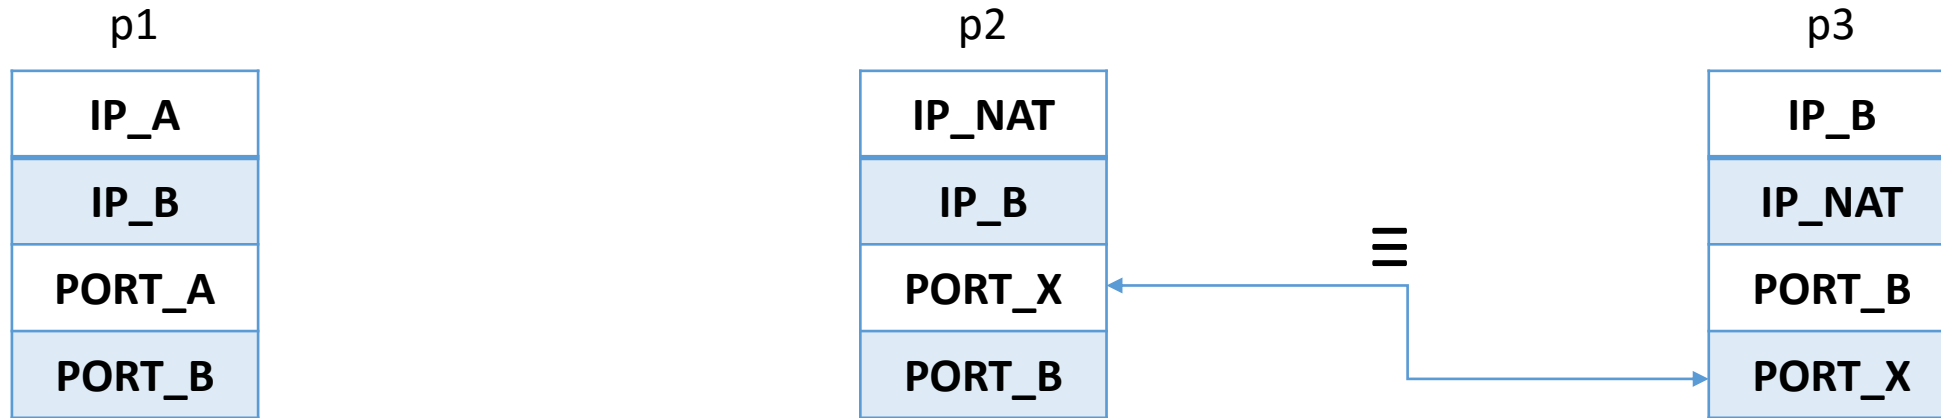 p1
IP_A
IP_B
PORT_A
PORT_B
p2
IP_NAT
IP_B
PORT_X
PORT_B
≡
p3
IP_B
IP_NAT
PORT_B
PORT_X